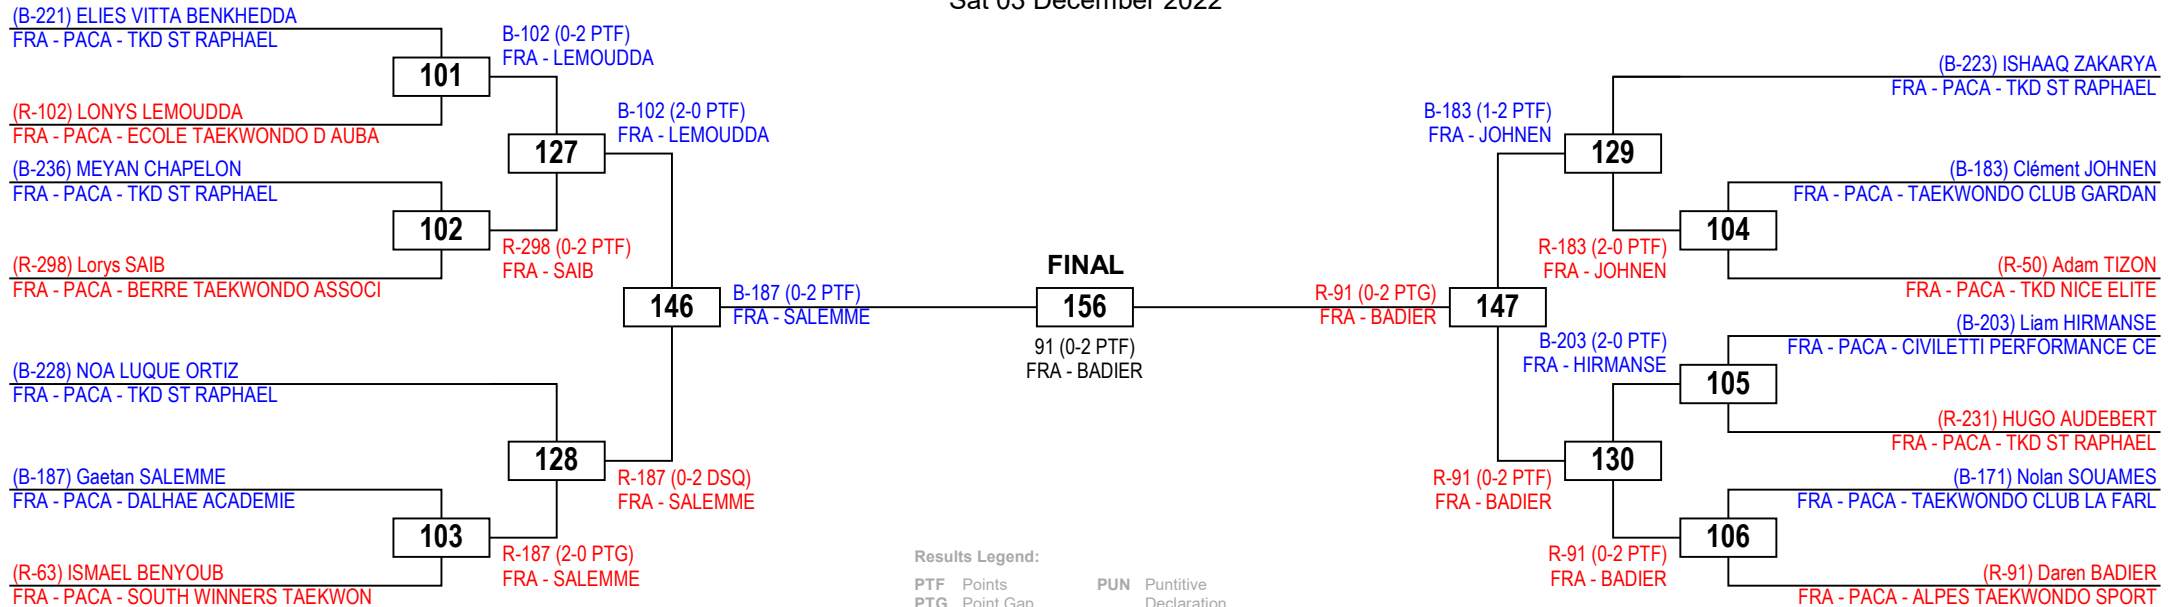 Sat 03 December 2022
(B-221) ELIES VITTA BENKHEDDA
FRA - PACA - TKD ST RAPHAEL
101
(R-102) LONYS LEMOUDDA
FRA - PACA - ECOLE TAEKWONDO D AUBA
B-102 (0-2 PTF)
FRA - LEMOUDDA
(B-236) MEYAN CHAPELON
FRA - PACA - TKD ST RAPHAEL
102
(R-298) Lorys SAIB
FRA - PACA - BERRE TAEKWONDO ASSOCI
R-298 (0-2 PTF)
FRA - SAIB
127
B-102 (2-0 PTF)
FRA - LEMOUDDA
(B-228) NOA LUQUE ORTIZ
FRA - PACA - TKD ST RAPHAEL
(B-187) Gaetan SALEMME
FRA - PACA - DALHAE ACADEMIE
103
(R-63) ISMAEL BENYOUB
FRA - PACA - SOUTH WINNERS TAEKWON
R-187 (2-0 PTG)
FRA - SALEMME
128
R-187 (0-2 DSQ)
FRA - SALEMME
146
B-187 (0-2 PTF)
FRA - SALEMME
FINAL
156
91 (0-2 PTF)
FRA - BADIER
R-91 (0-2 PTG)
FRA - BADIER
147
B-183 (1-2 PTF)
FRA - JOHNEN
129
(B-223) ISHAAQ ZAKARYA
FRA - PACA - TKD ST RAPHAEL
(B-183) Clément JOHNEN
FRA - PACA - TAEKWONDO CLUB GARDAN
104
R-183 (2-0 PTF)
FRA - JOHNEN
(R-50) Adam TIZON
FRA - PACA - TKD NICE ELITE
(B-203) Liam HIRMANSE
FRA - PACA - CIVILETTI PERFORMANCE CE
B-203 (2-0 PTF)
FRA - HIRMANSE
105
(R-231) HUGO AUDEBERT
FRA - PACA - TKD ST RAPHAEL
130
R-91 (0-2 PTF)
FRA - BADIER
(B-171) Nolan SOUAMES
FRA - PACA - TAEKWONDO CLUB LA FARL
106
R-91 (0-2 PTF)
FRA - BADIER
(R-91) Daren BADIER
FRA - PACA - ALPES TAEKWONDO SPORT
Results Legend:
PTF Points PUN Puntitive
PTG Point Gap Declaration